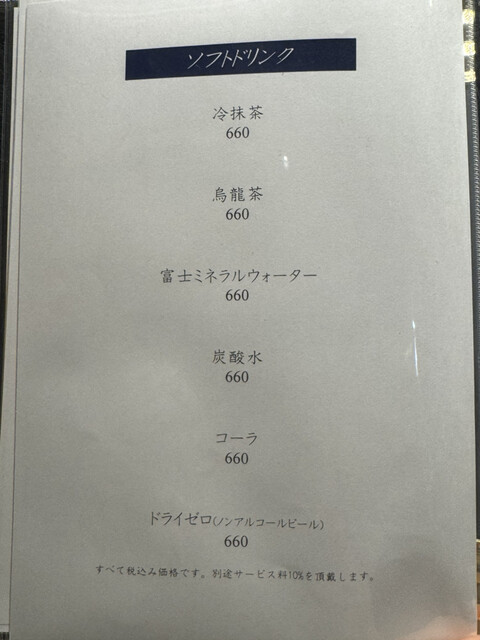 ソフトドリンク
冷抹茶
660
烏龍茶
660
富士ミネラルウォーター
660
炭酸水
660
コーラ
660
ドライゼロ(ノンアルコールビール)
660
すべて税込み価格です。別途サービス料10%を頂戴します。